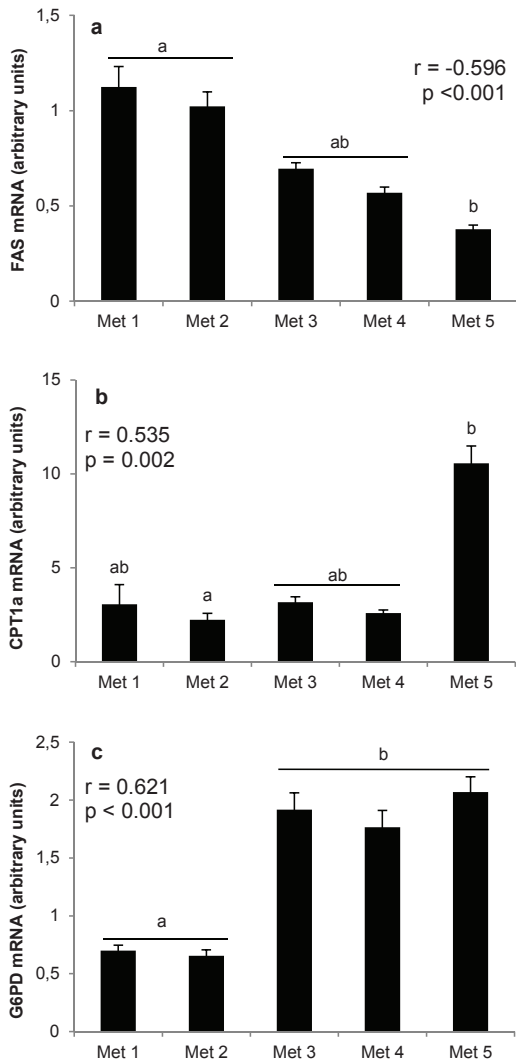 1,5
a
a
r = -0.596
p <0.001
1
ab
0,5
b
0
FAS mRNA (arbitrary units)
Met 1 Met 2 Met 3 Met 4 Met 5
15
b
r = 0.535
p = 0.002
b
10
5
ab
a
ab
0
CPT1a mRNA (arbitrary units)
Met 1 Met 2 Met 3 Met 4 Met 5
2,5
c
b
r = 0.621
p < 0.001
2
1,5
1
a
0,5
0
G6PD mRNA (arbitrary units)
Met 1 Met 2 Met 3 Met 4 Met 5